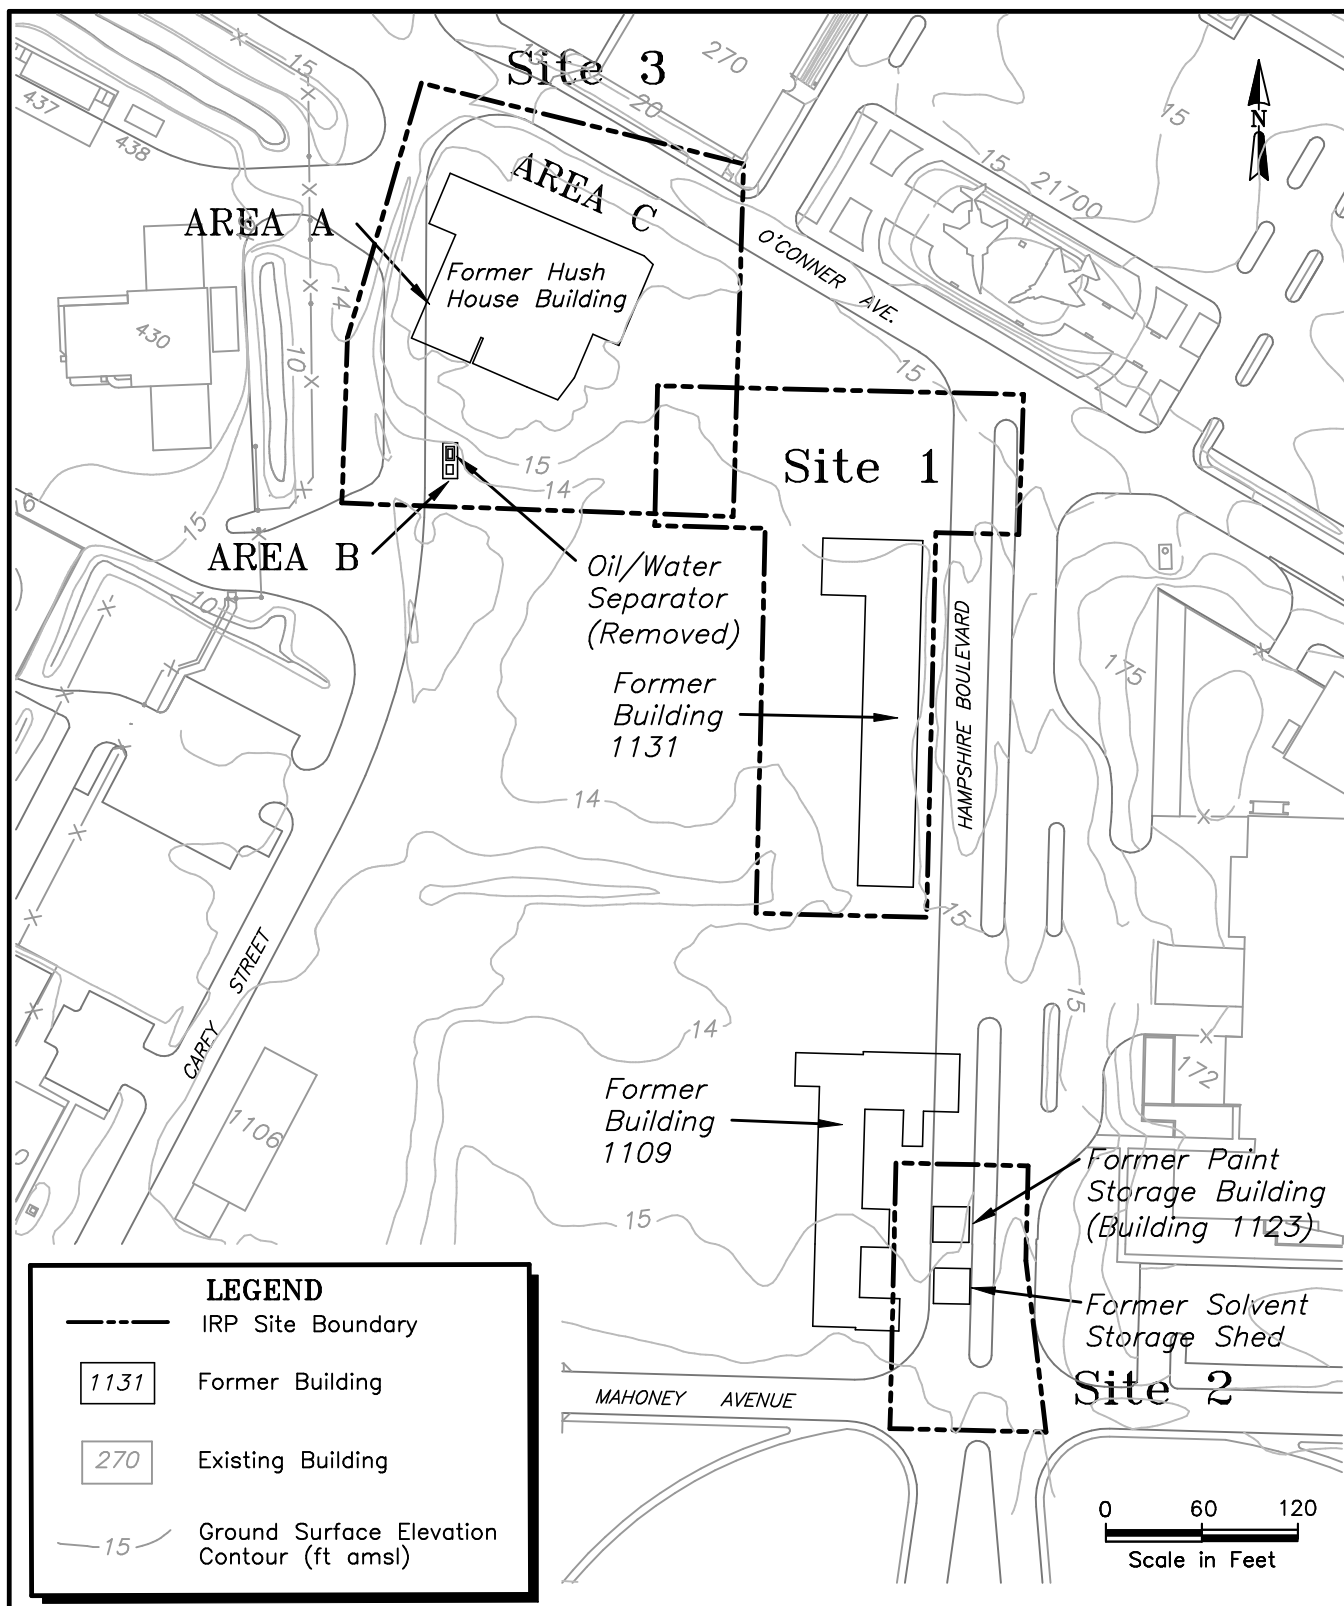 Site 3
270
15
437
438
15
20
15
N
15
21700
AREA C
AREA A
O'CONNER AVE.
Former Hush
House Building
14
430
10
15
Site 1
15
14
6
15
AREA B
10
Oil/Water
Separator
(Removed)
HAMPSHIRE BOULEVARD
175
Former
Building
1131
14
15
CAREY STREET
15
14
172
Former
Building
1109
1106
Former Paint
Storage Building
(Building 1123)
15
Former Solvent
Storage Shed
Site 2
MAHONEY AVENUE
LEGEND
IRP Site Boundary
1131
Former Building
270
Existing Building
15
Ground Surface Elevation
Contour (ft amsl)
0 60 120
Scale in Feet